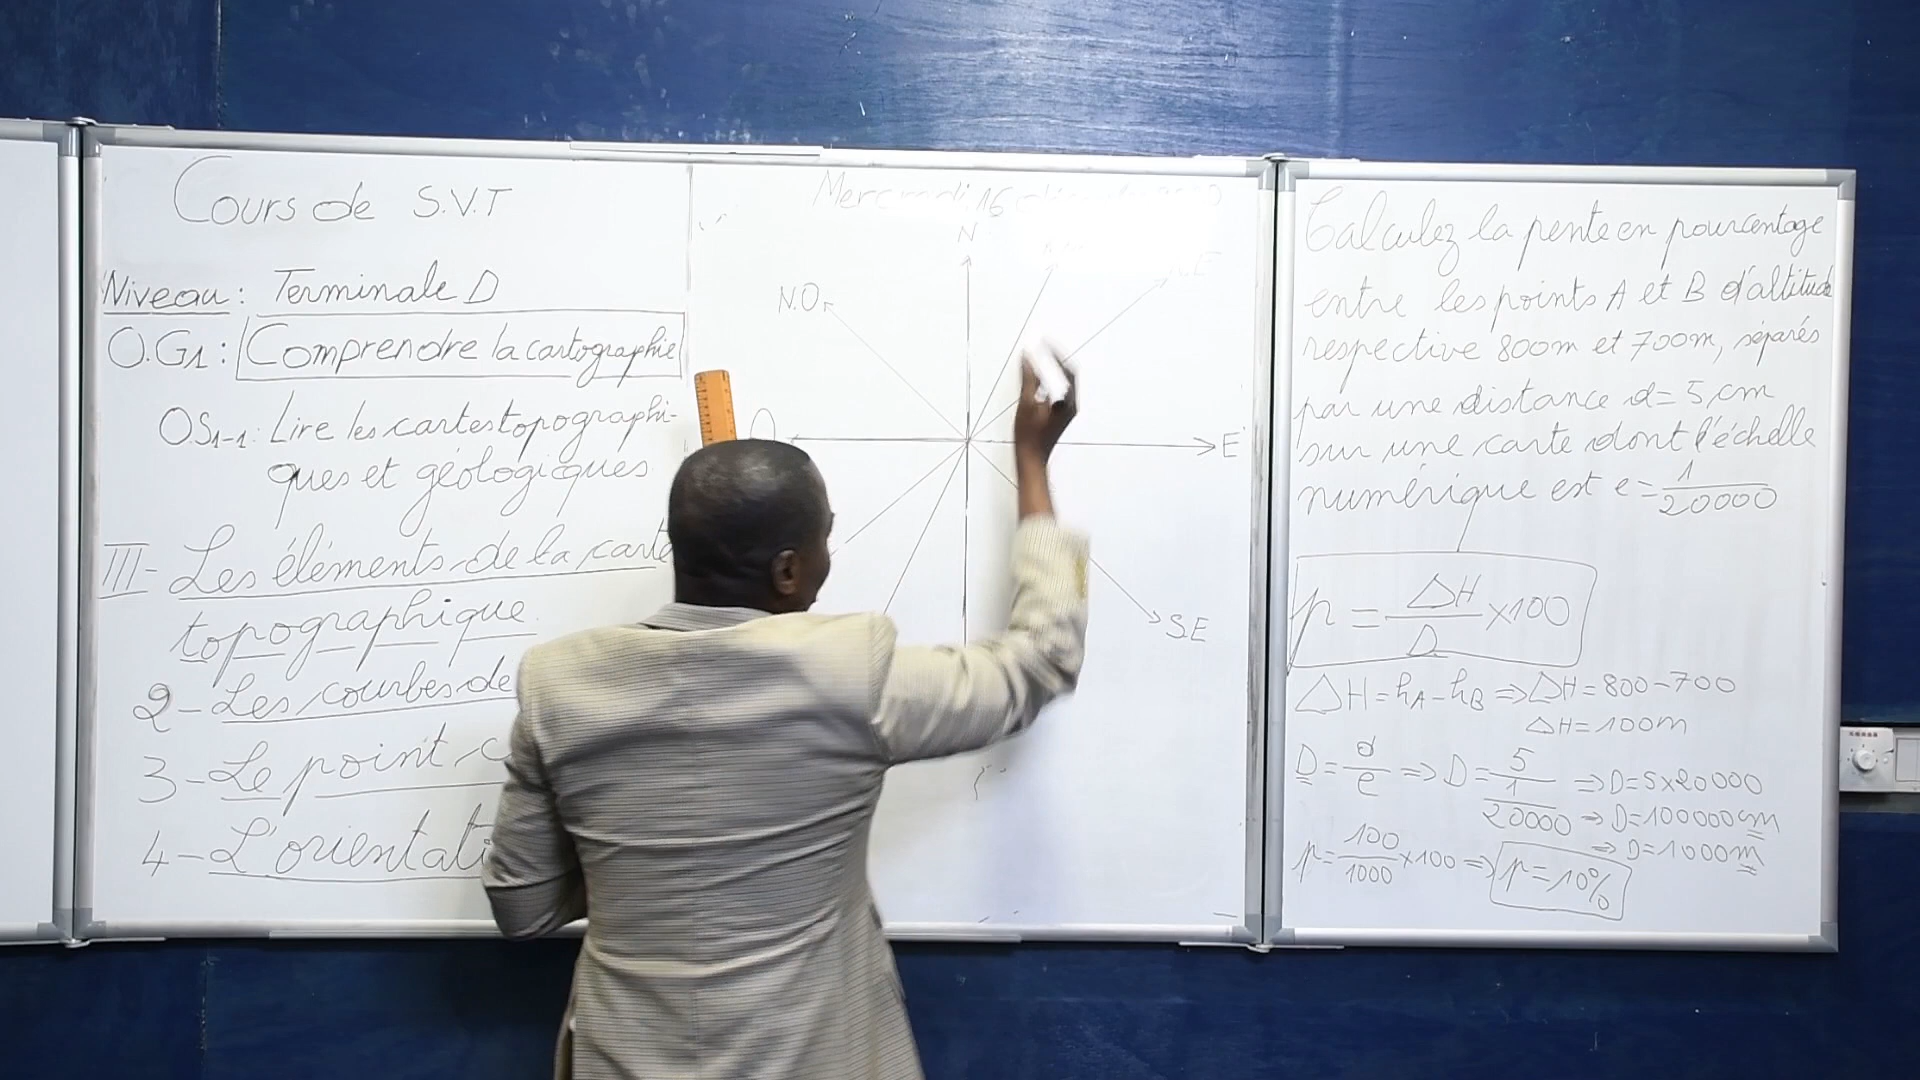 Cours de S.V.T
Niveau : Terminale D
O.G1 : Comprendre la cartographie
OS1-1 : Lire les cartes topographi-
ques et géologiques
III- Les éléments de la carte
topographique
2- Les courbes de
3- Le point
4- L'orientati
Mercredi 16
N
N.E
N.O
O
E
S.E
Calculez la pente en pourcentage
entre les points A et B d'altitude
respective 800m et 700m, séparés
par une distance d= 5 cm
sur une carte dont l'échelle
numérique est e= 1/20000
p = ΔH/D ×100
ΔH = hA - hB ⇒ ΔH = 800-700
ΔH = 100m
D = d/e ⇒ D = 5/(1/20000) ⇒ D= 5×20000
⇒ D=100000cm
⇒ D=1000m
p = 100/1000 ×100 ⇒ p=10%